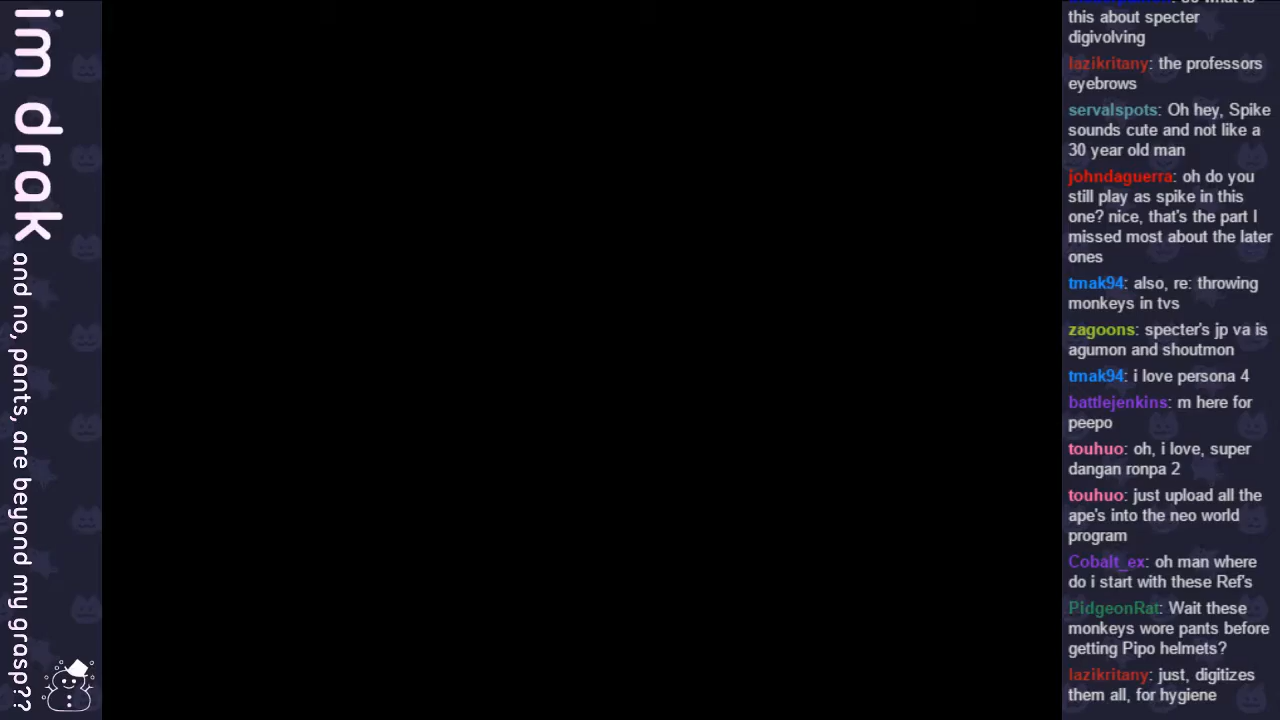 im drak and no, pants, are beyond my grasp??
this about specter
digivolving
lazikritany: the professors
eyebrows
servalspots: Oh hey, Spike
sounds cute and not like a
30 year old man
johndaguerra: oh do you
still play as spike in this
one? nice, that's the part I
missed most about the later
ones
tmak94: also, re: throwing
monkeys in tvs
zagoons: specter's jp va is
agumon and shoutmon
tmak94: i love persona 4
battlejenkins: m here for
peepo
touhuo: oh, i love, super
dangan ronpa 2
touhuo: just upload all the
ape's into the neo world
program
Cobalt_ex: oh man where
do i start with these Ref's
PidgeonRat: Wait these
monkeys wore pants before
getting Pipo helmets?
lazikritany: just, digitizes
them all, for hygiene